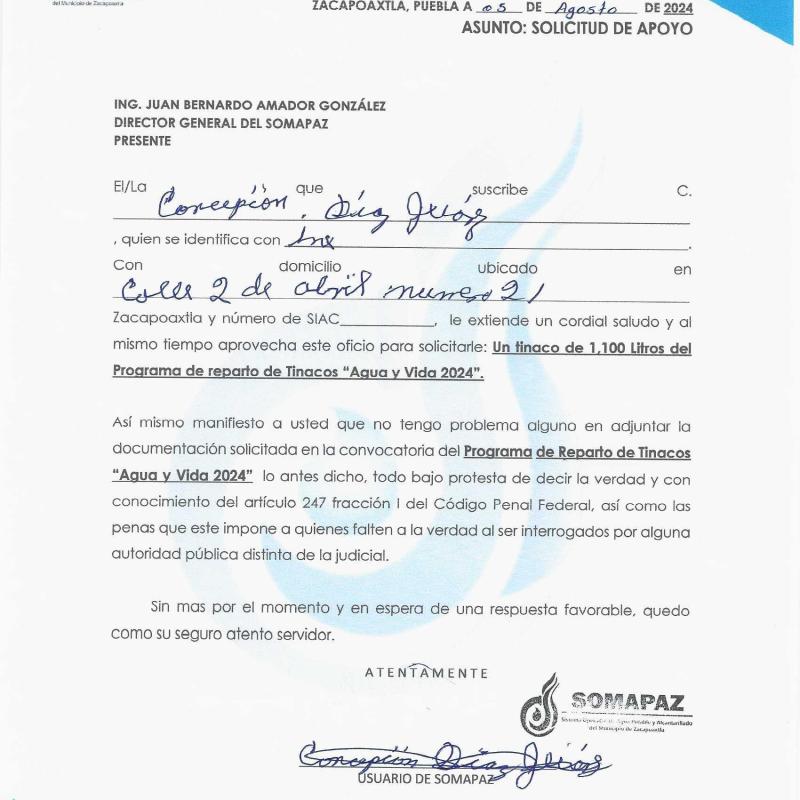 del Municipio de Zacapoaxtla
ZACAPOAXTLA, PUEBLA A 05 DE Agosto DE 2024
ASUNTO: SOLICITUD DE APOYO
ING. JUAN BERNARDO AMADOR GONZÁLEZ
DIRECTOR GENERAL DEL SOMAPAZ
PRESENTE
El/La que suscribe C.
Concepción Díaz
, quien se identifica con Ine.
Con domicilio ubicado en
Calle 2 de abril numero 21
Zacapoaxtla y número de SIAC____________, le extiende un cordial saludo y al
mismo tiempo aprovecha este oficio para solicitarle: Un tinaco de 1,100 Litros del
Programa de reparto de Tinacos “Agua y Vida 2024”.
Así mismo manifiesto a usted que no tengo problema alguno en adjuntar la
documentación solicitada en la convocatoria del Programa de Reparto de Tinacos
“Agua y Vida 2024” lo antes dicho, todo bajo protesta de decir la verdad y con
conocimiento del artículo 247 fracción I del Código Penal Federal, así como las
penas que este impone a quienes falten a la verdad al ser interrogados por alguna
autoridad pública distinta de la judicial.
Sin mas por el momento y en espera de una respuesta favorable, quedo
como su seguro atento servidor.
ATENTAMENTE
SOMAPAZ
Sistema Operador de Agua Potable y Alcantarillado
del Municipio de Zacapoaxtla
Concepción Díaz
USUARIO DE SOMAPAZ